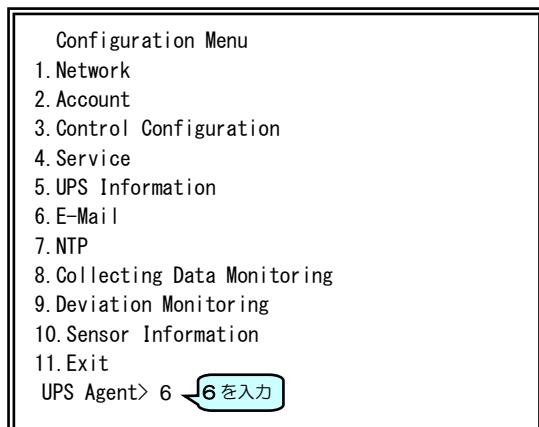 Configuration Menu
1.Network
2.Account
3.Control Configuration
4.Service
5.UPS Information
6.E-Mail
7.NTP
8.Collecting Data Monitoring
9.Deviation Monitoring
10.Sensor Information
11.Exit
UPS Agent> 6 6を入力